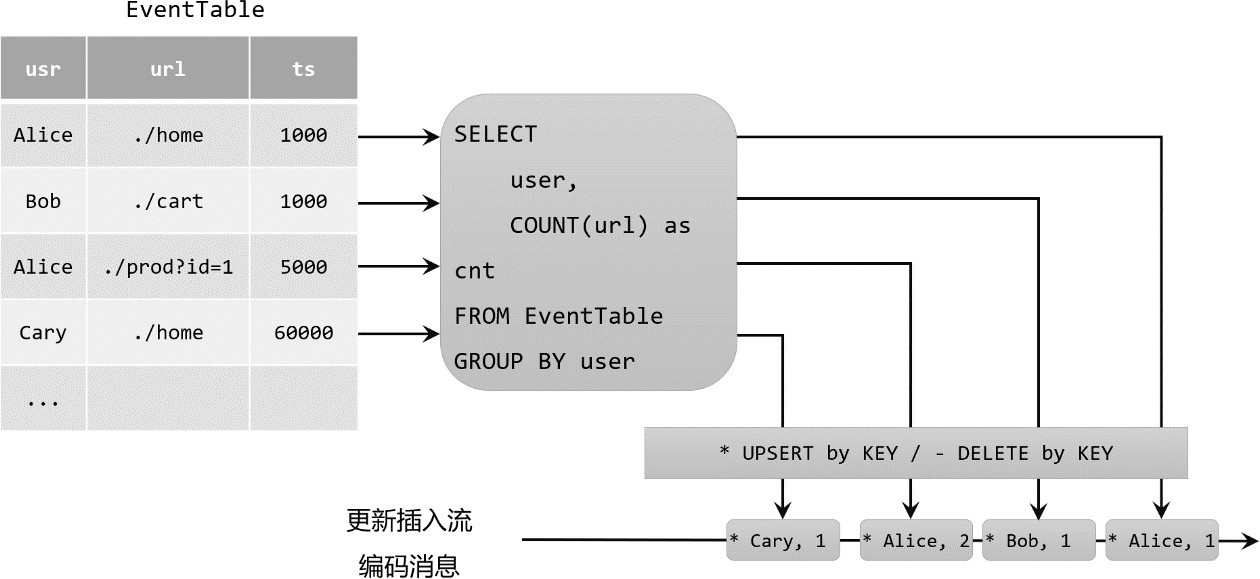 EventTable
usr url ts
Alice ./home 1000
Bob ./cart 1000
Alice ./prod?id=1 5000
Cary ./home 60000
...
SELECT
user,
COUNT(url) as
cnt
FROM EventTable
GROUP BY user
* UPSERT by KEY / - DELETE by KEY
更新插入流
编码消息
* Cary, 1
* Alice, 2
* Bob, 1
* Alice, 1